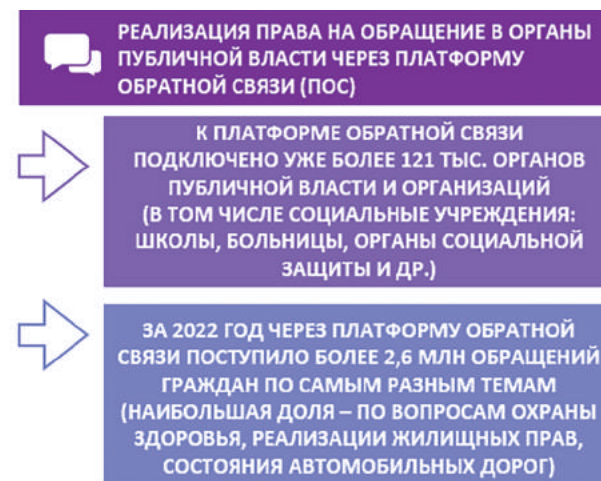 РЕАЛИЗАЦИЯ ПРАВА НА ОБРАЩЕНИЕ В ОРГАНЫ
ПУБЛИЧНОЙ ВЛАСТИ ЧЕРЕЗ ПЛАТФОРМУ
ОБРАТНОЙ СВЯЗИ (ПОС)
К ПЛАТФОРМЕ ОБРАТНОЙ СВЯЗИ
ПОДКЛЮЧЕНО УЖЕ БОЛЕЕ 121 ТЫС. ОРГАНОВ
ПУБЛИЧНОЙ ВЛАСТИ И ОРГАНИЗАЦИЙ
(В ТОМ ЧИСЛЕ СОЦИАЛЬНЫЕ УЧРЕЖДЕНИЯ:
ШКОЛЫ, БОЛЬНИЦЫ, ОРГАНЫ СОЦИАЛЬНОЙ
ЗАЩИТЫ И ДР.)
ЗА 2022 ГОД ЧЕРЕЗ ПЛАТФОРМУ ОБРАТНОЙ
СВЯЗИ ПОСТУПИЛО БОЛЕЕ 2,6 МЛН ОБРАЩЕНИЙ
ГРАЖДАН ПО САМЫМ РАЗНЫМ ТЕМАМ
(НАИБОЛЬШАЯ ДОЛЯ – ПО ВОПРОСАМ ОХРАНЫ
ЗДОРОВЬЯ, РЕАЛИЗАЦИИ ЖИЛИЩНЫХ ПРАВ,
СОСТОЯНИЯ АВТОМОБИЛЬНЫХ ДОРОГ)